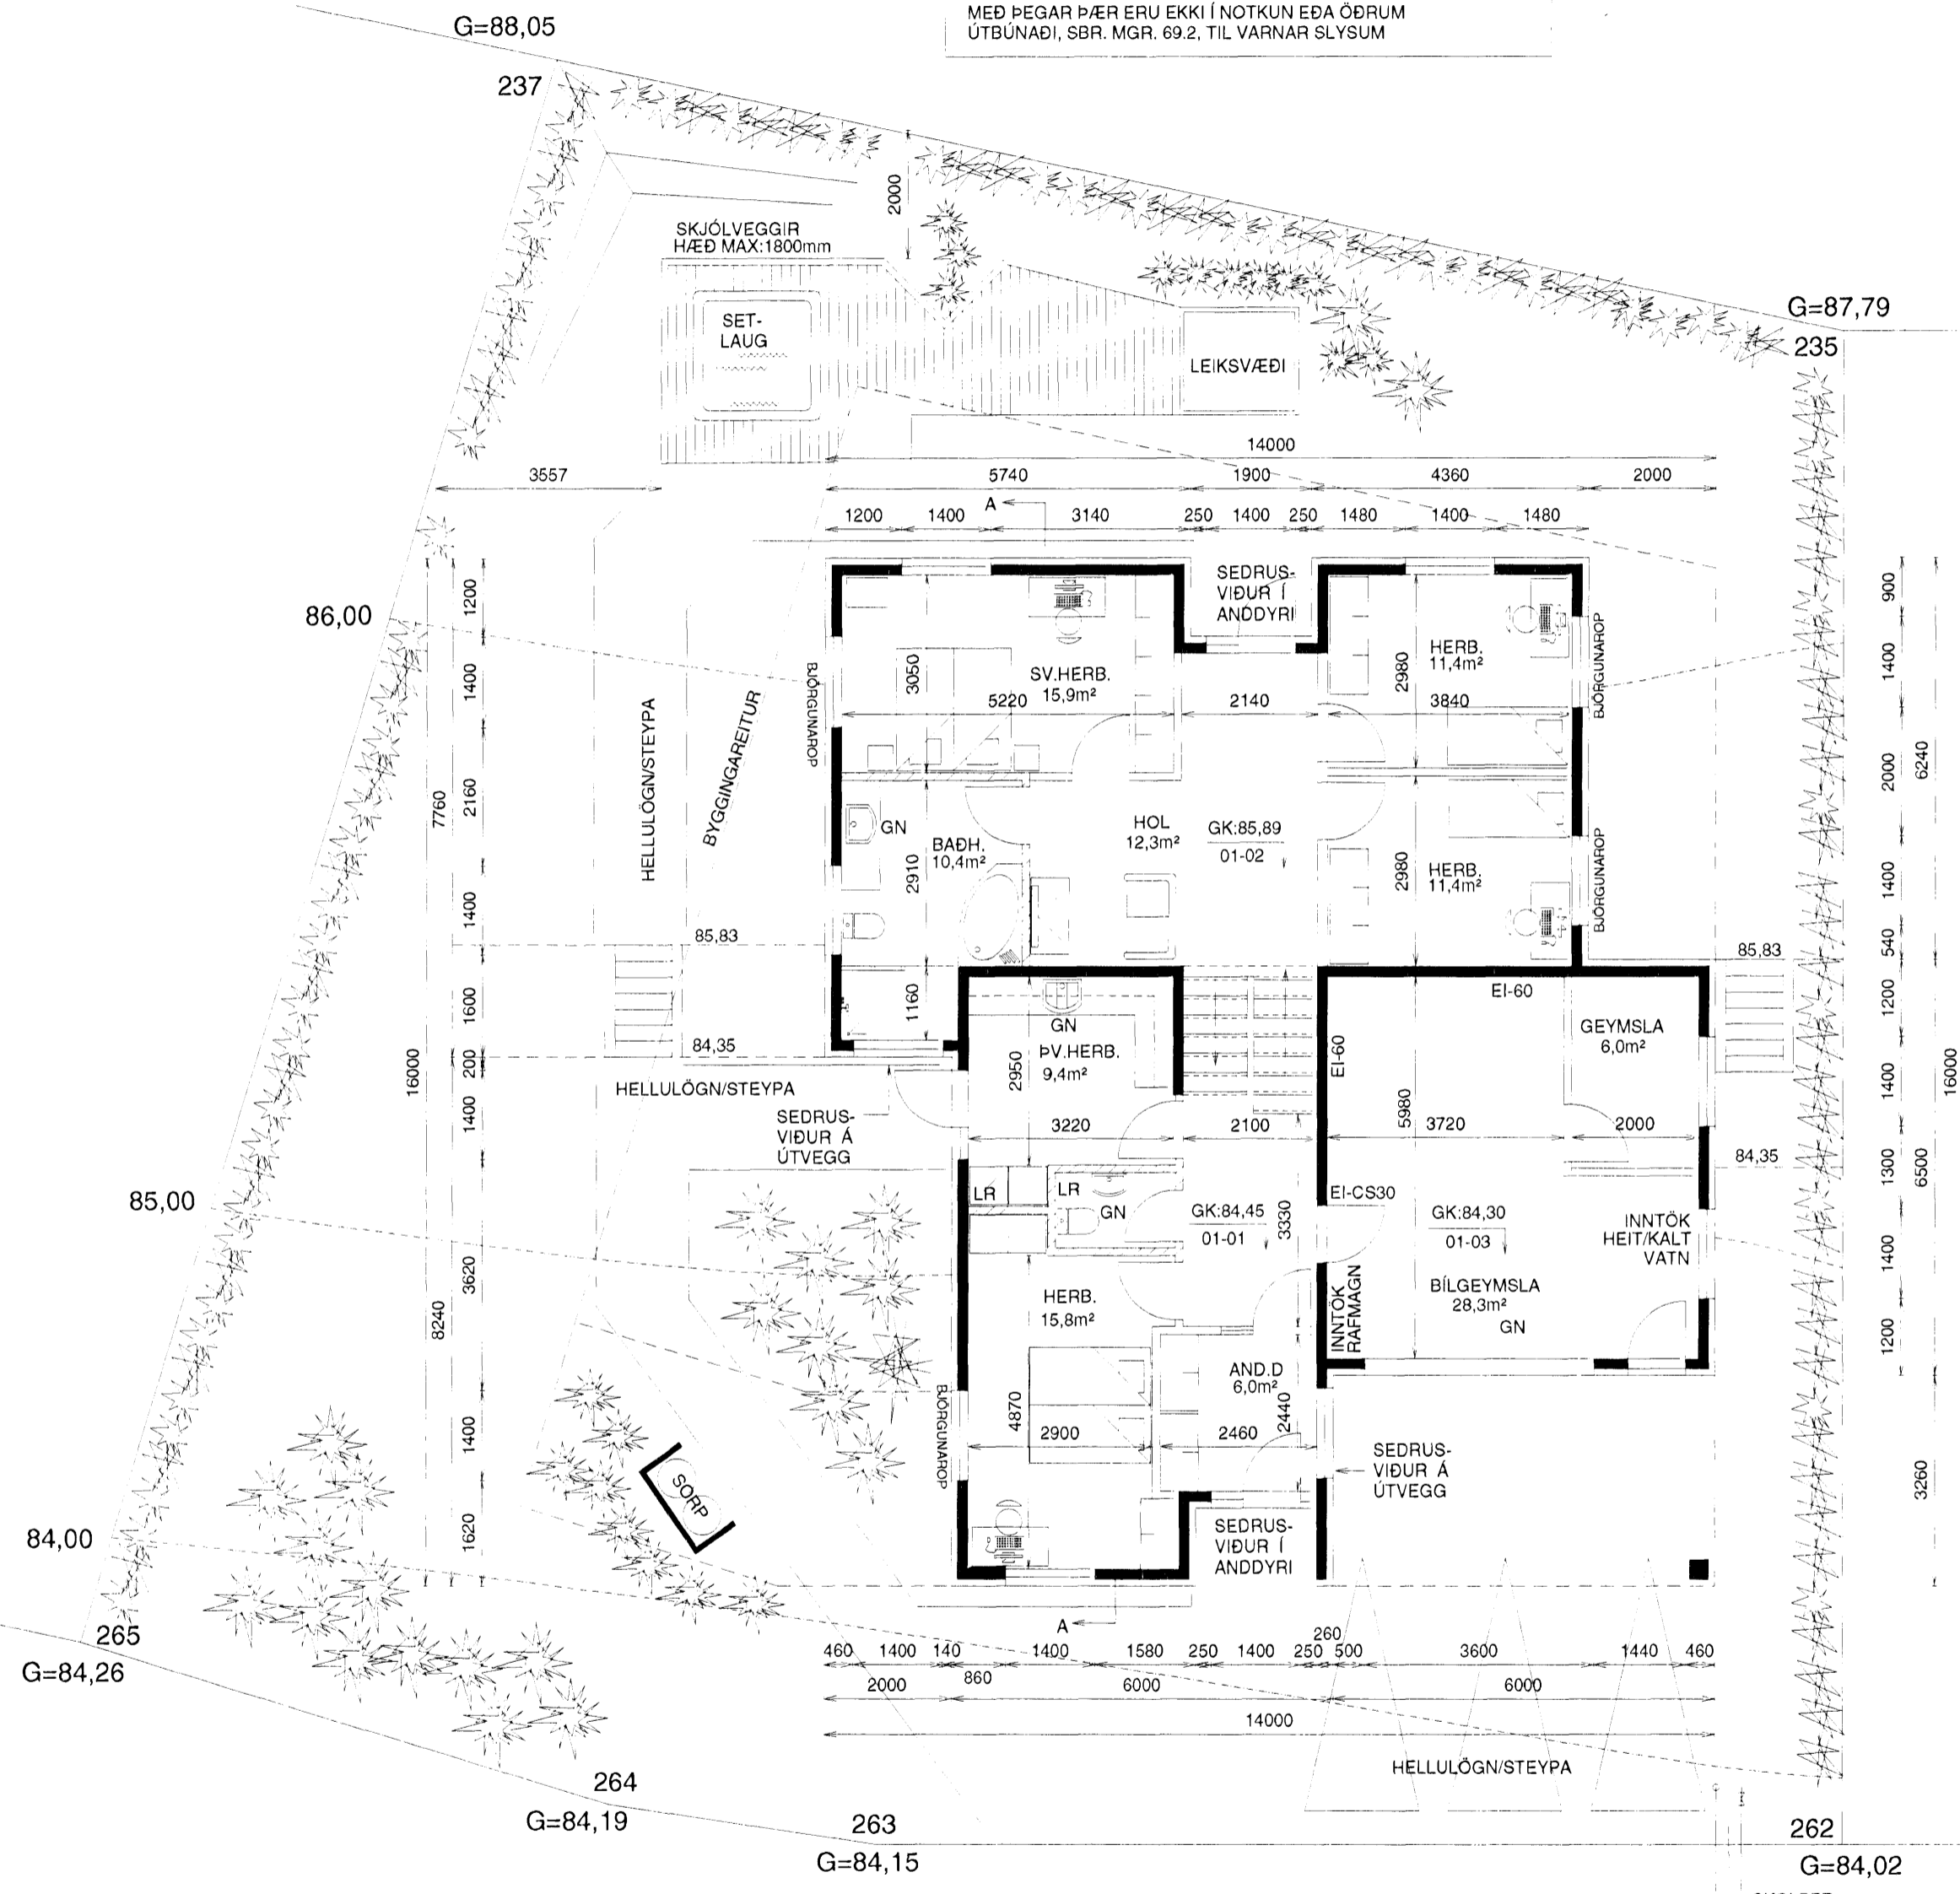 MEÐ ÞEGAR ÞÆR ERU EKKI Í NOTKUN EÐA ÖÐRUM
ÚTBÚNAÐI, SBR. MGR. 69.2, TIL VARNAR SLYSUM
G=88,05
237
2000
SKJÓLVEGGIR
HÆÐ MAX:1800mm
SET-
LAUG
LEIKSVÆÐI
G=87,79
235
14000
3557
5740
1900
4360
2000
A
1200
1400
3140
250
1400
250
1480
1400
1480
SEDRUS-
VIÐUR Í
ANDDYRI
86,00
1200
1400
2160
7760
1400
1600
200
16000
1400
3620
8240
1400
1620
HELLULÖGN/STEYPA
BYGGINGAREITUR
BJÖRGUNAROP
3050
SV.HERB.
15,9m²
5220
2140
HERB.
11,4m²
2980
3840
BJÖRGUNAROP
900
1400
2000
6240
1400
540
GN
BAÐH.
10,4m²
2910
HOL
12,3m²
GK:85,89
01-02
2980
HERB.
11,4m²
BJÖRGUNAROP
85,83
85,83
1160
84,35
HELLULÖGN/STEYPA
SEDRUS-
VIÐUR Á
ÚTVEGG
GN
ÞV.HERB.
9,4m²
2950
3220
2100
EI-60
EI-60
GEYMSLA
6,0m²
5980
3720
2000
84,35
1200
1400
16000
1300
6500
1400
1200
3260
85,00
LR
LR
GN
GK:84,45
01-01
3330
EI-CS30
GK:84,30
01-03
INNTÖK
HEIT/KALT
VATN
INNTÖK
RAFMAGN
BÍLGEYMSLA
28,3m²
GN
HERB.
15,8m²
4870
2900
AND.D
6,0m²
2460
2440
BJÖRGUNAROP
SEDRUS-
VIÐUR Á
ÚTVEGG
SORP
SEDRUS-
VIÐUR Í
ANDDYRI
84,00
265
G=84,26
A
460
1400
140
860
1400
1580
250
1400
250
260
500
3600
1440
460
2000
6000
6000
14000
HELLULÖGN/STEYPA
264
G=84,19
263
G=84,15
262
G=84,02